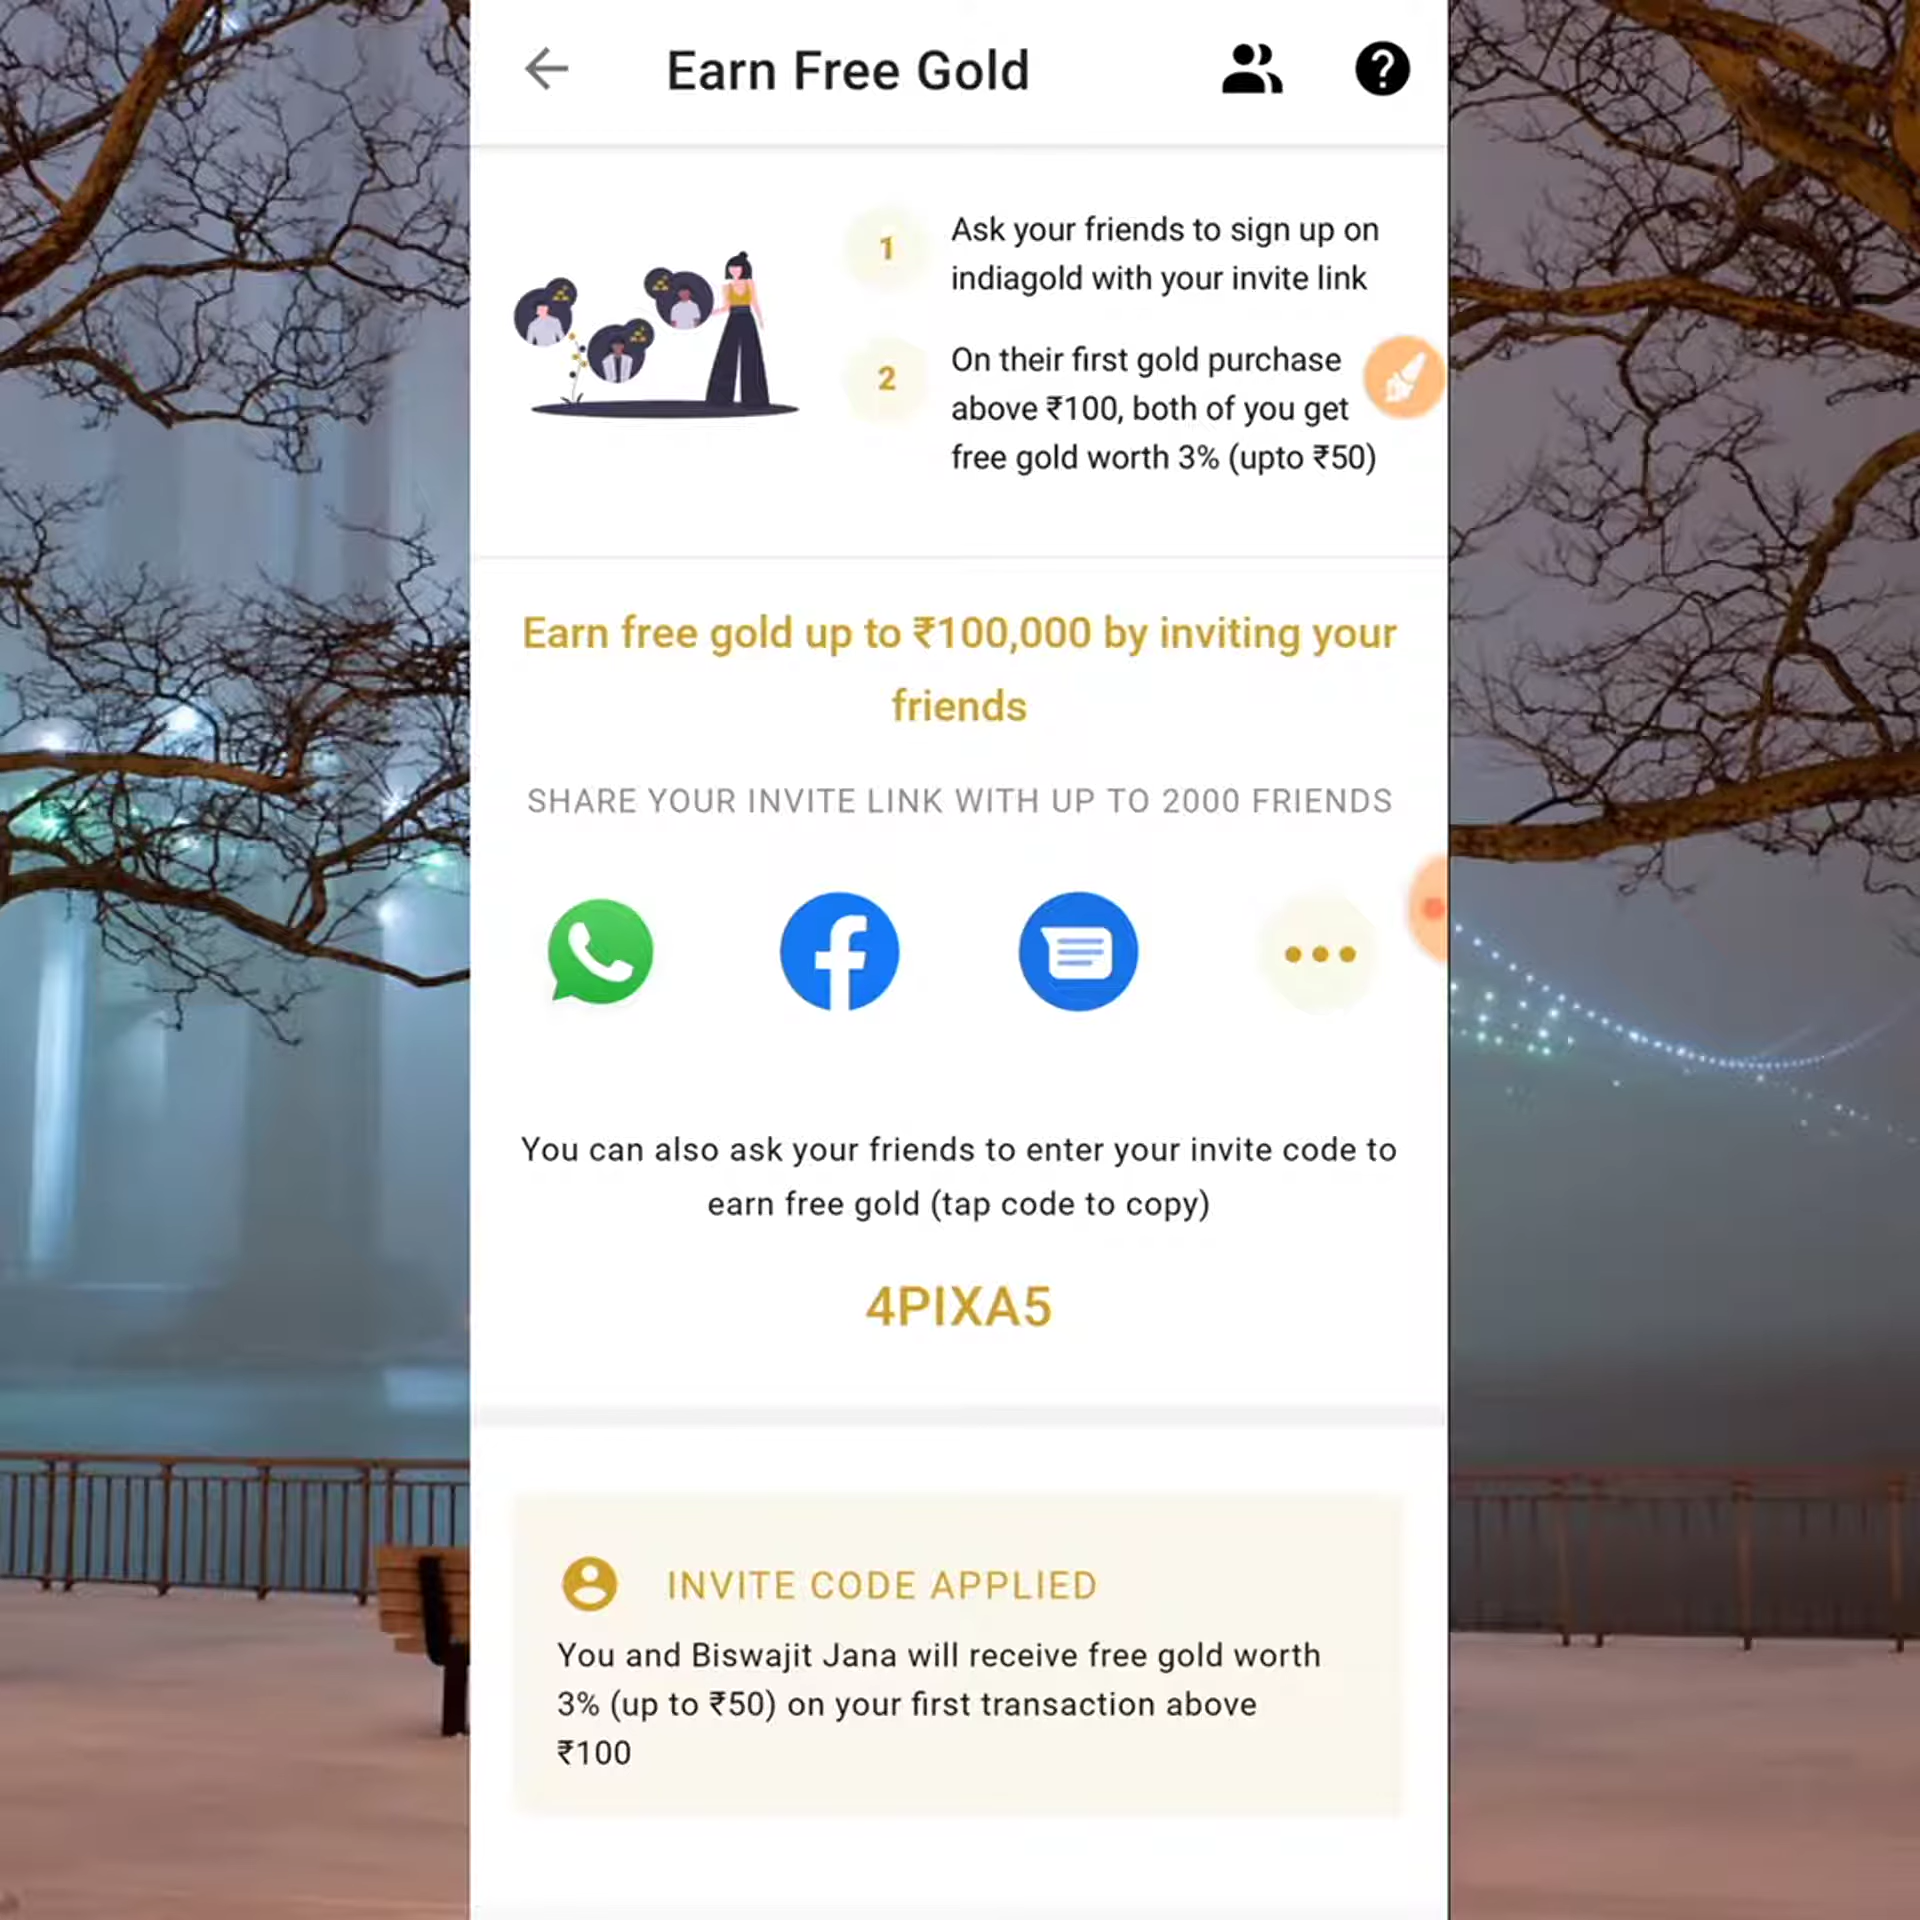 Earn Free Gold
1
Ask your friends to sign up on
indiagold with your invite link
2
On their first gold purchase
above ₹100, both of you get
free gold worth 3% (upto ₹50)
Earn free gold up to ₹100,000 by inviting your
friends
SHARE YOUR INVITE LINK WITH UP TO 2000 FRIENDS
You can also ask your friends to enter your invite code to
earn free gold (tap code to copy)
4PIXA5
INVITE CODE APPLIED
You and Biswajit Jana will receive free gold worth
3% (up to ₹50) on your first transaction above
₹100